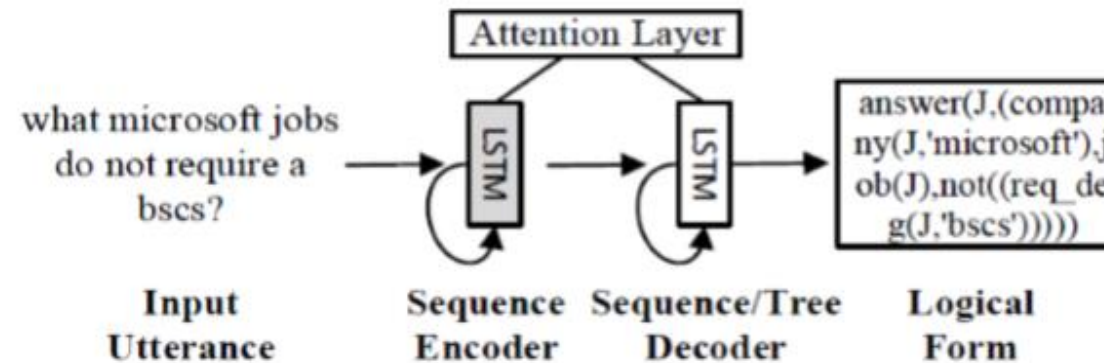 Attention Layer
what microsoft jobs
do not require a
bscs?
LSTM
LSTM
answer(J,(compa
ny(J,'microsoft'),j
ob(J),not((req_de
g(J,'bscs')))))
Input
Utterance
Sequence
Encoder
Sequence/Tree
Decoder
Logical
Form